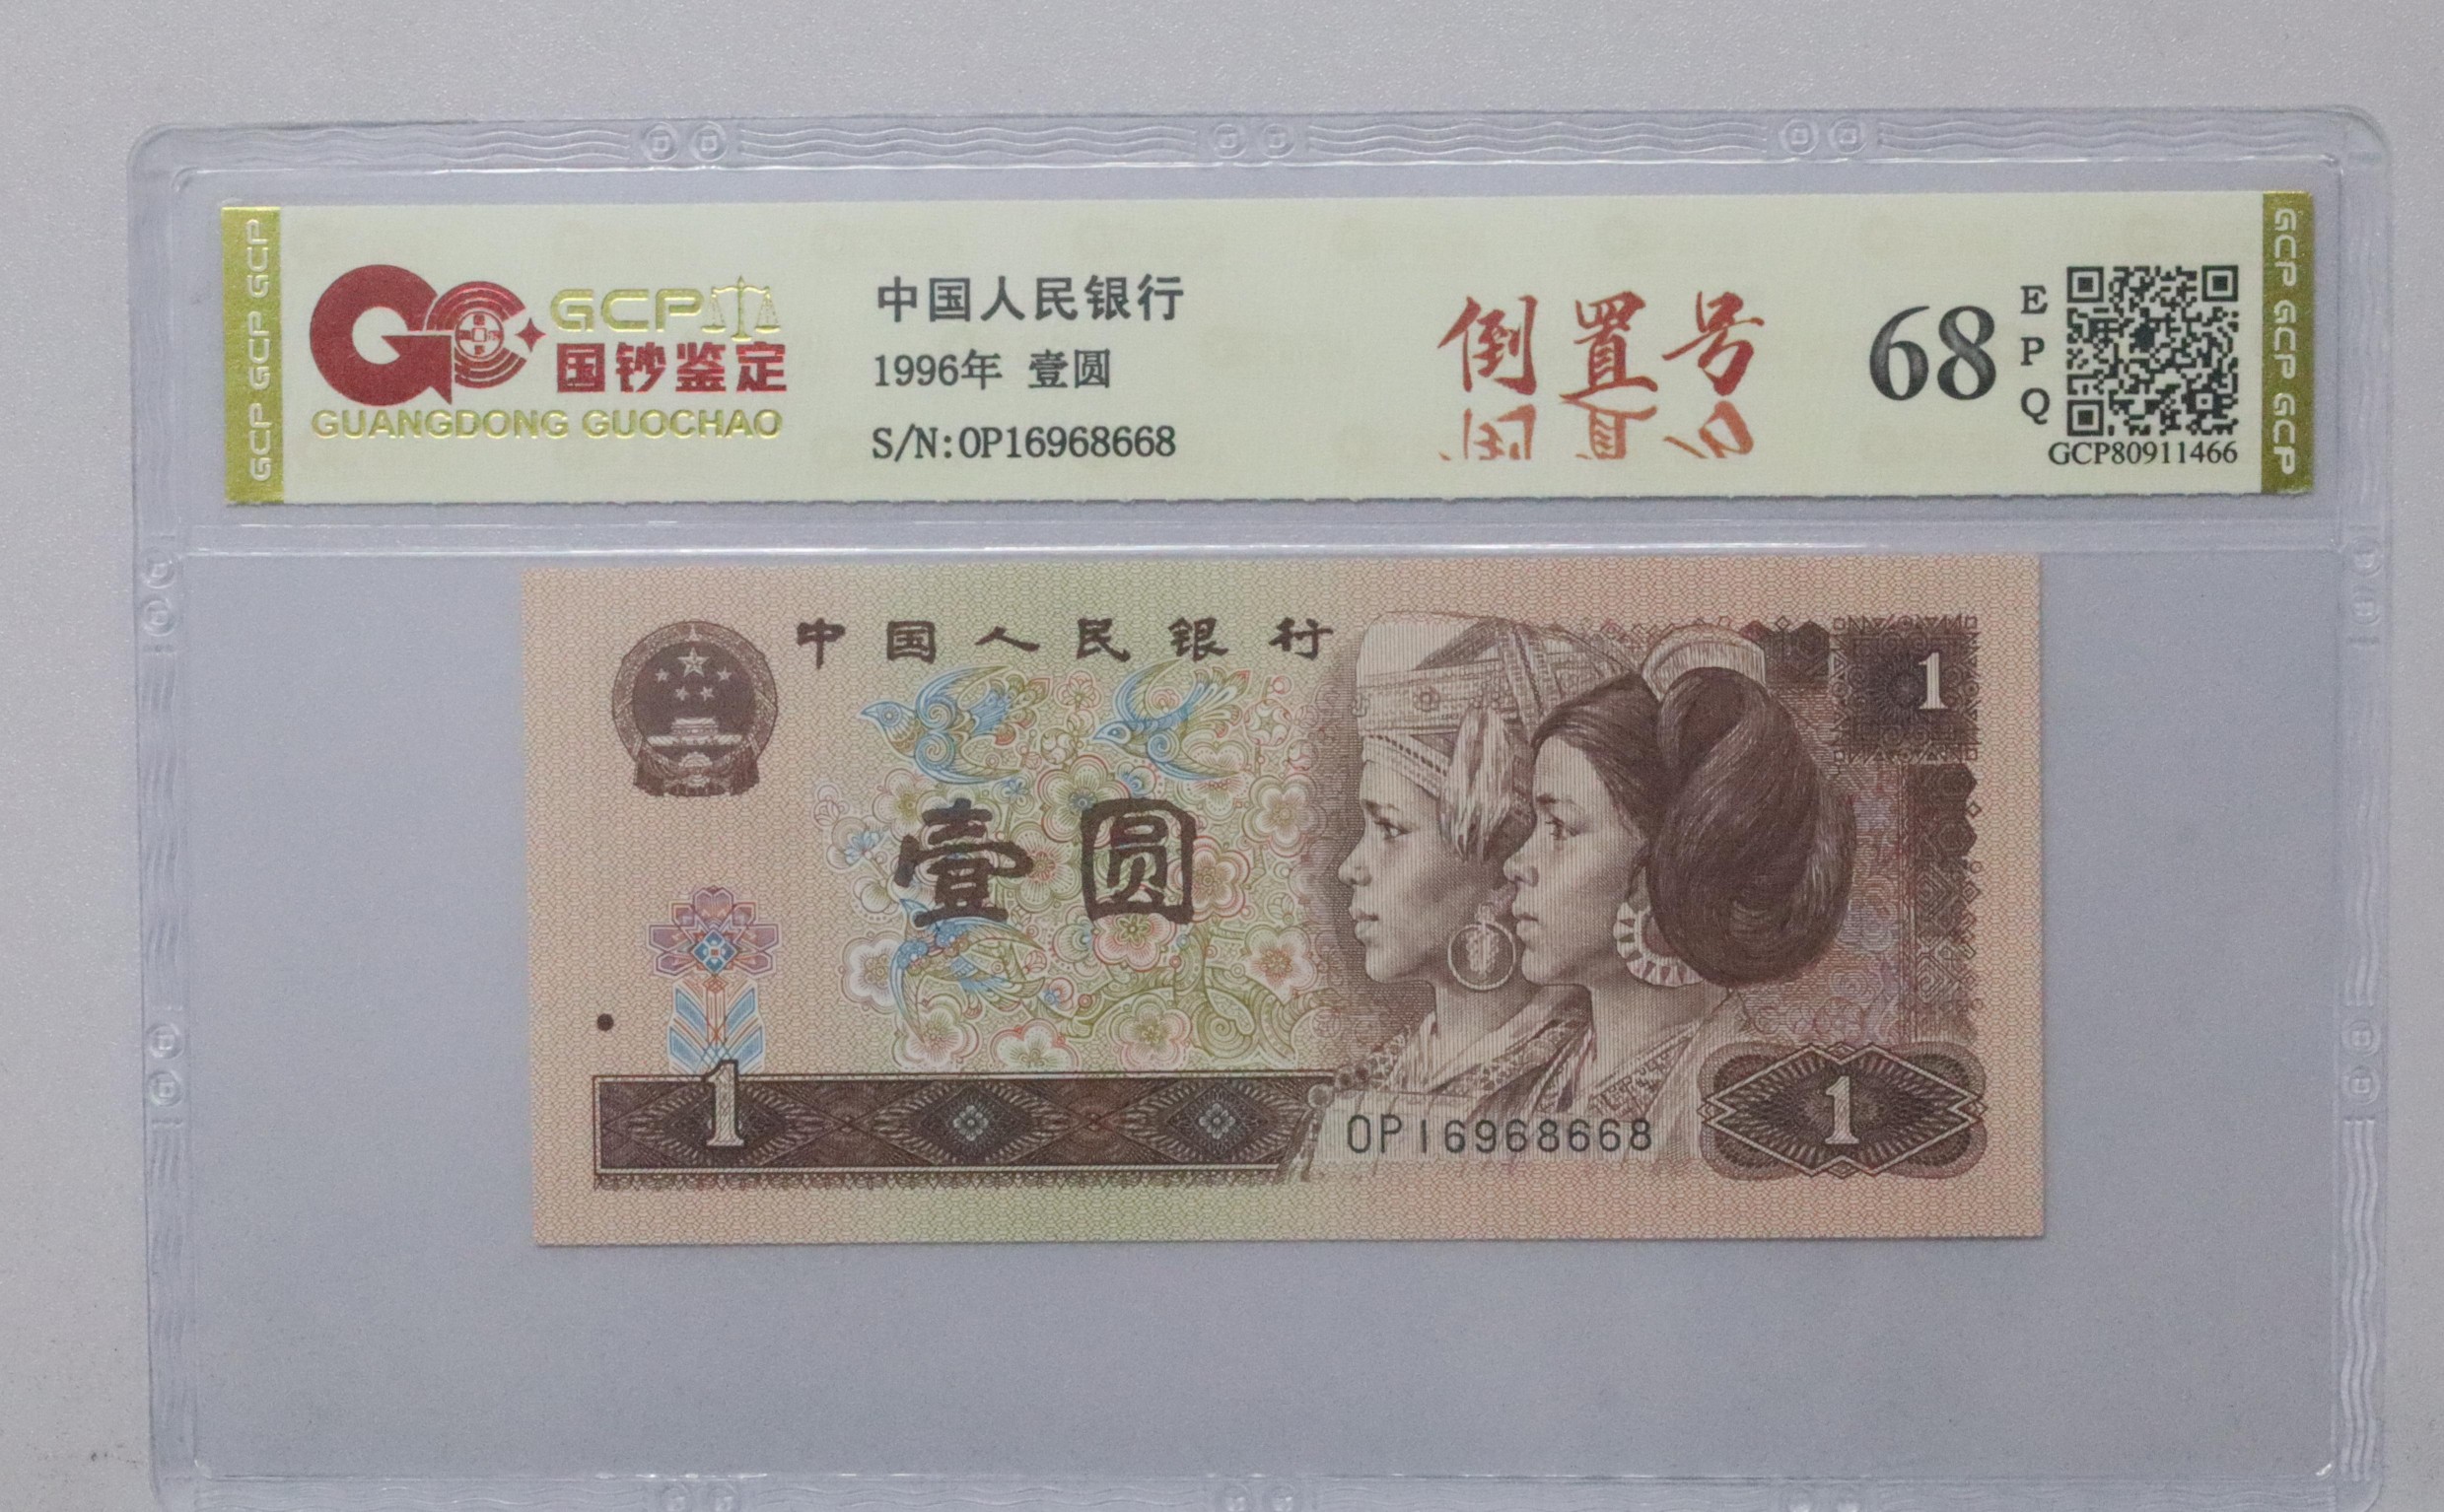 GCP GCP GCP
GCP
国钞鉴定
GUANGDONG GUOCHAO
中国人民银行
1996年 壹圆
S/N:OP16968668
倒置号
68
E
P
Q
GCP80911466
GCP GCP GCP
中国人民银行
1
壹圆
1
OP16968668
1